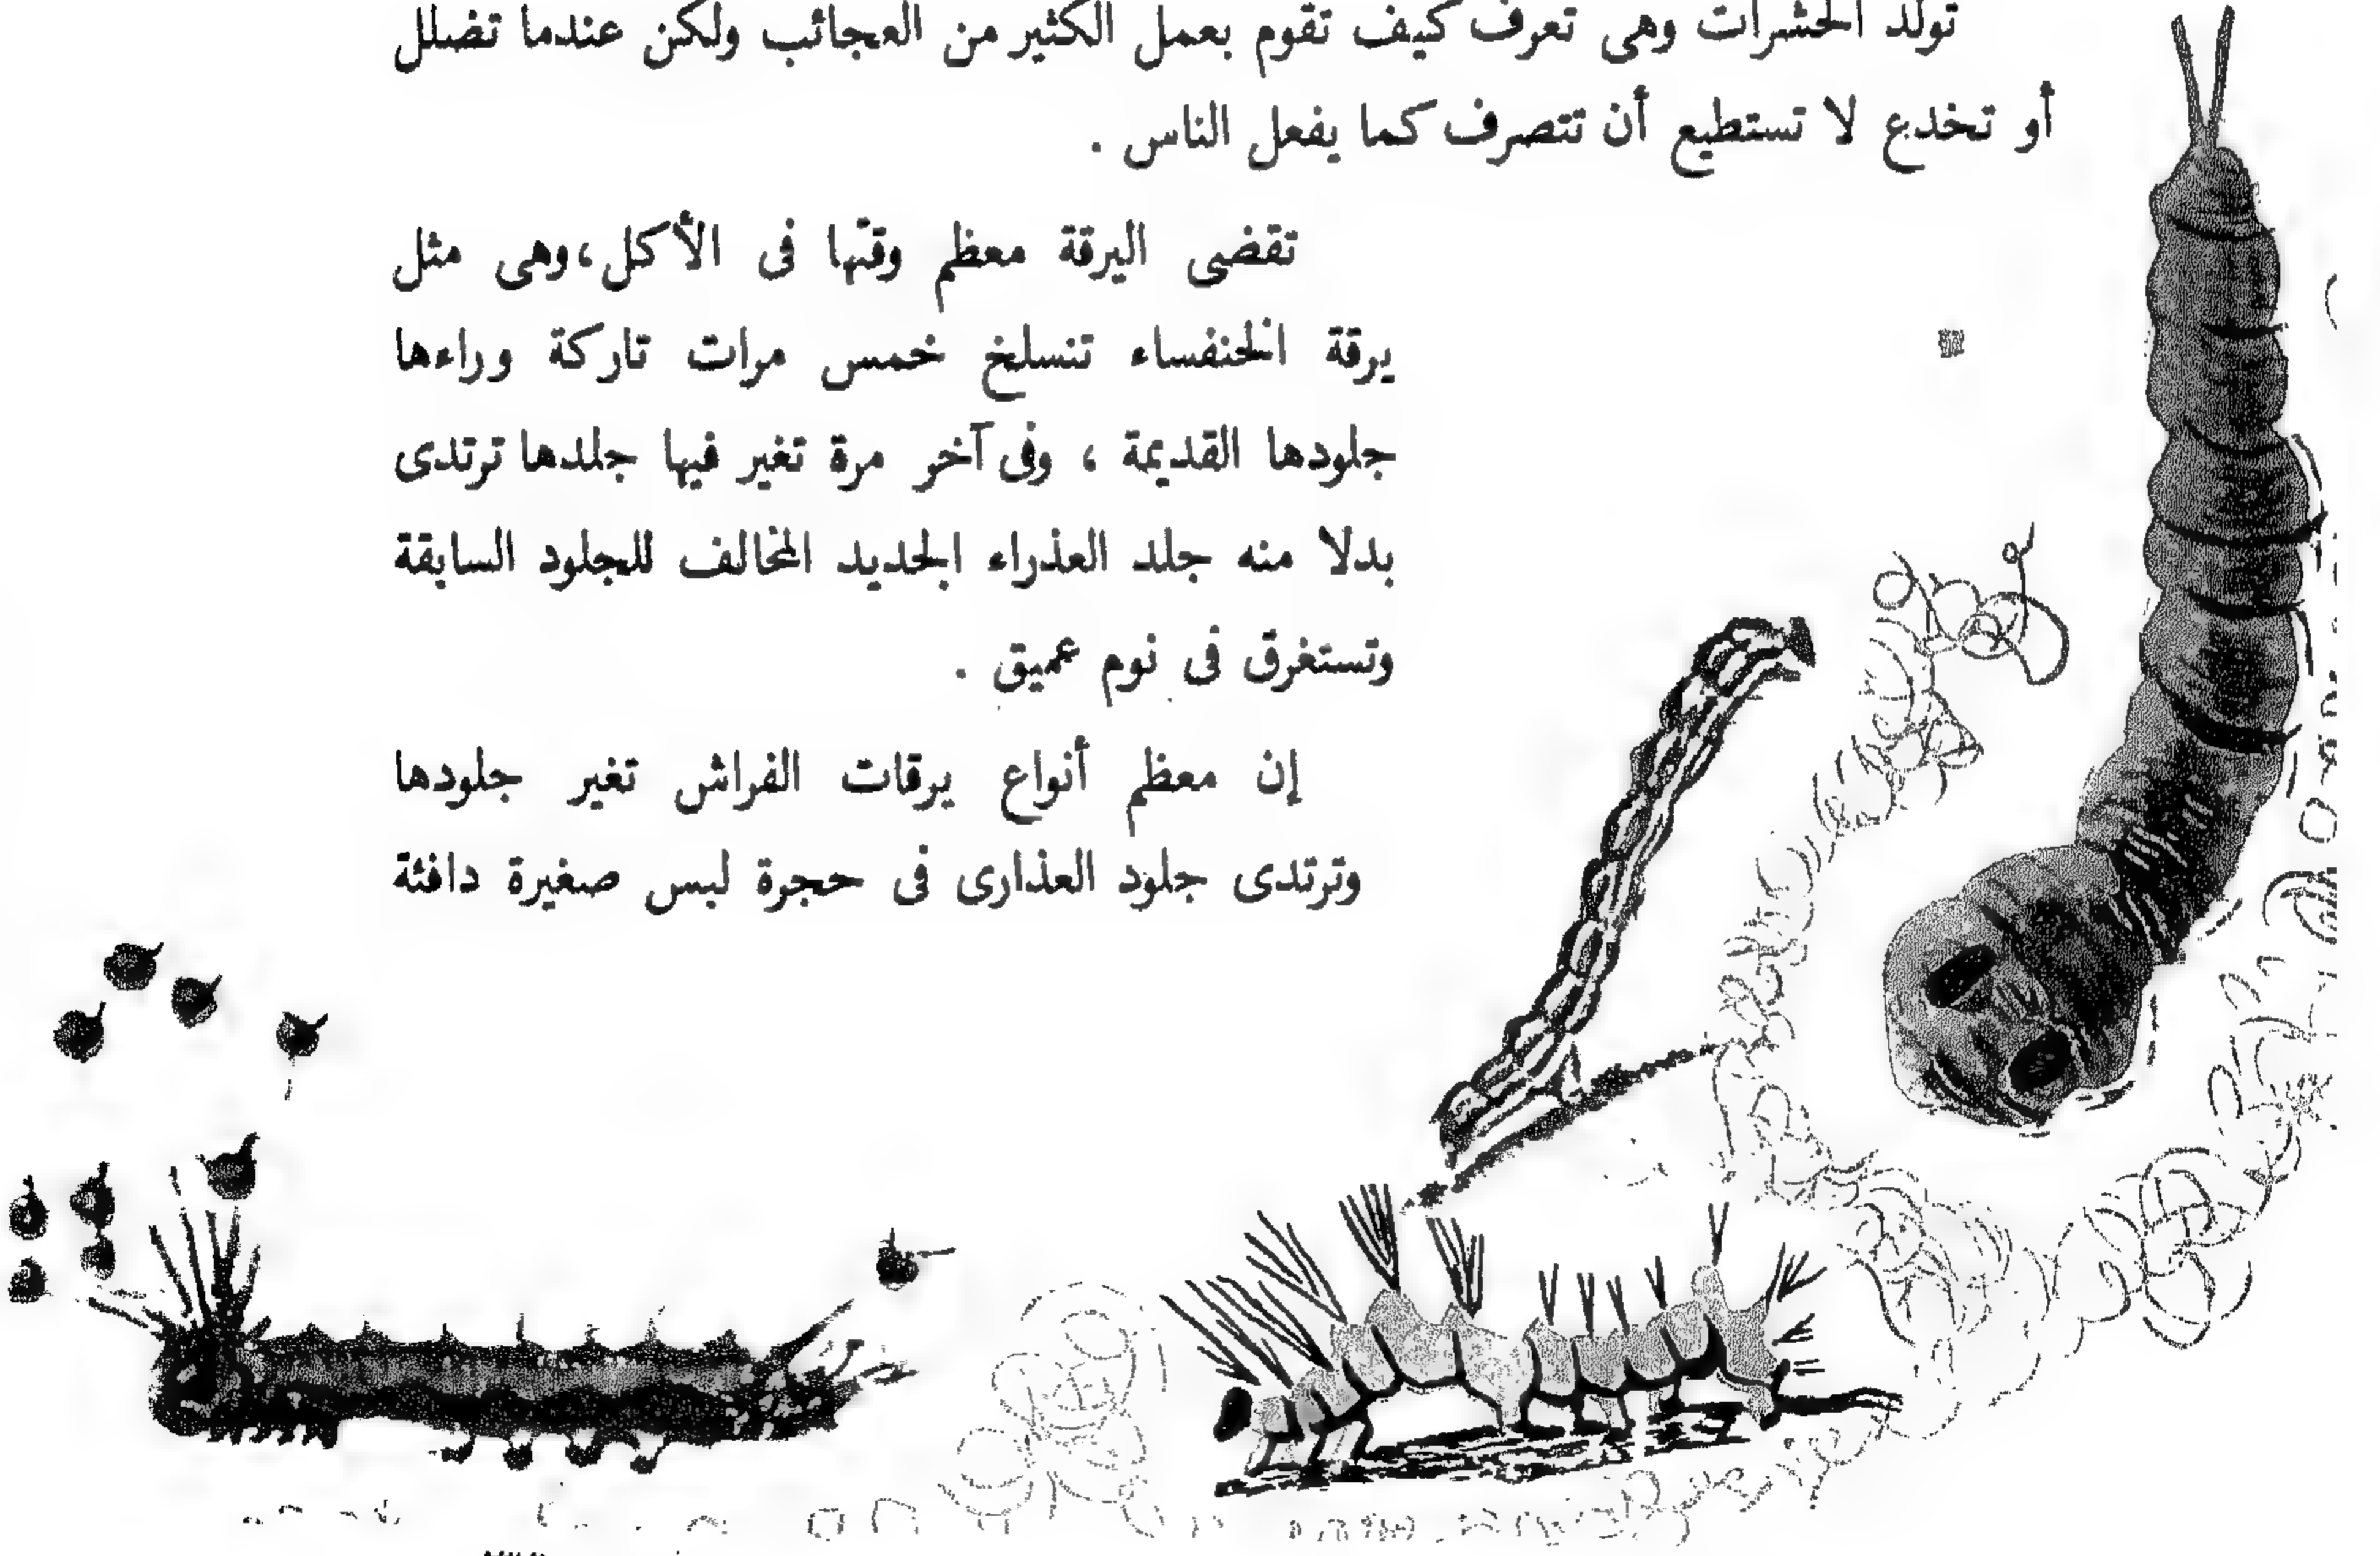 تولد الحشرات وهى تعرف كيف تقوم بعمل الكثير من العجائب ولكن عندما تضلل
أو تخدع لا تستطيع أن تتصرف كما يفعل الناس .
تقضى اليرقة معظم وقتها فى الأكل ، وهى مثل
يرقة الخنفساء تنسلخ خمس مرات تاركة وراءها
جلودها القديمة ، وفى آخر مرة تغير فيها جلدها ترتدى
بدلا منه جلد العذراء الجديد المخالف للجلود السابقة
وتستغرق فى نوم عميق .
إن معظم أنواع يرقات الفراش تغير جلودها
وترتدى جلود العذارى فى حجرة لبس صغيرة دافئة